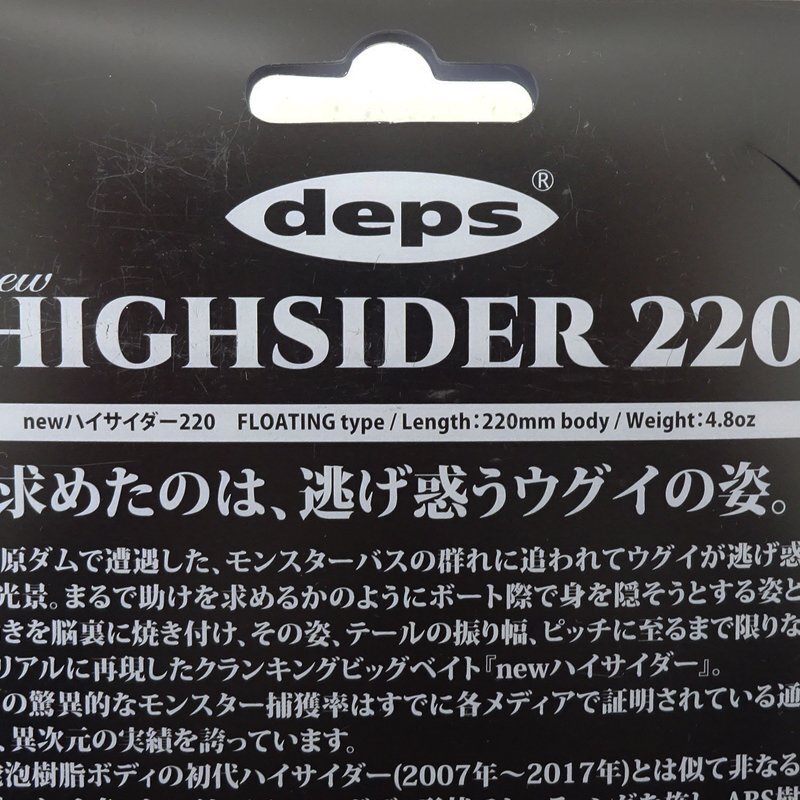 deps®
new
HIGHSIDER 220
newハイサイダー220 FLOATING type / Length:220mm body / Weight:4.8oz
求めたのは、逃げ惑うウグイの姿。
原ダムで遭遇した、モンスターバスの群れに追われてウグイが逃げ惑
光景。まるで助けを求めるかのようにボート際で身を隠そうとする姿と
きを脳裏に焼き付け、その姿、テールの振り幅、ピッチに至るまで限りな
リアルに再現したクランキングビッグベイト『newハイサイダー』。
の驚異的なモンスター捕獲率はすでに各メディアで証明されている通
、異次元の実績を誇っています。
泡樹脂ボディの初代ハイサイダー(2007年〜2017年)とは似て非なる